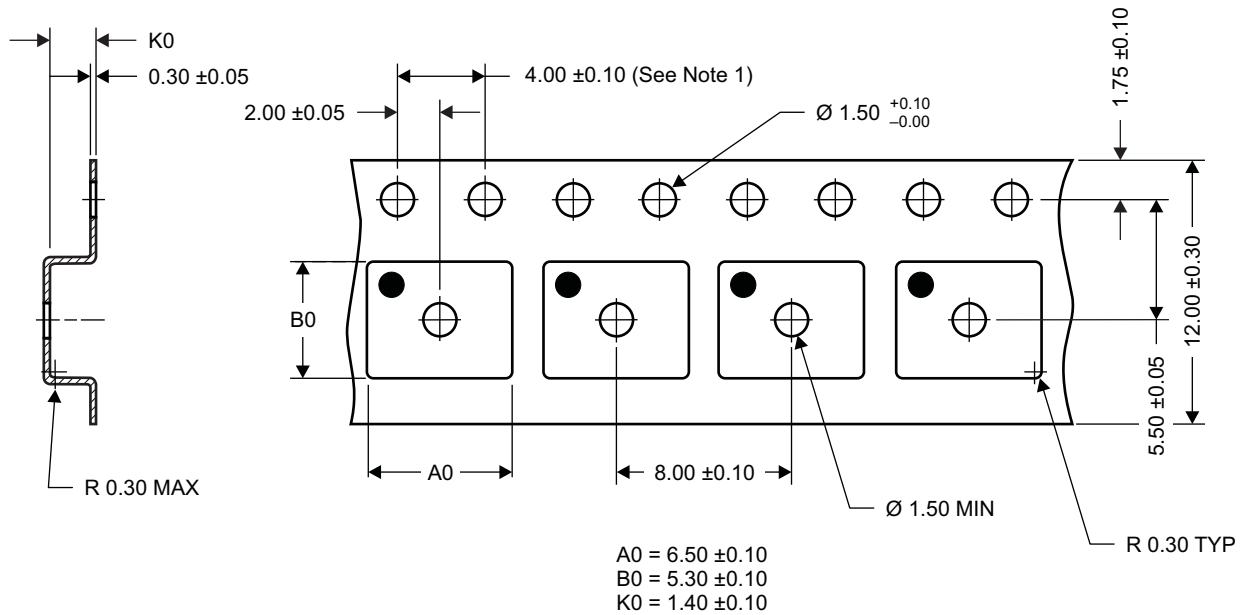 K0
0.30 ±0.05
4.00 ±0.10 (See Note 1)
2.00 ±0.05
Ø 1.50 +0.10 –0.00
1.75 ±0.10
B0
12.00 ±0.30
5.50 ±0.05
A0
8.00 ±0.10
R 0.30 MAX
Ø 1.50 MIN
R 0.30 TYP
A0 = 6.50 ±0.10
B0 = 5.30 ±0.10
K0 = 1.40 ±0.10